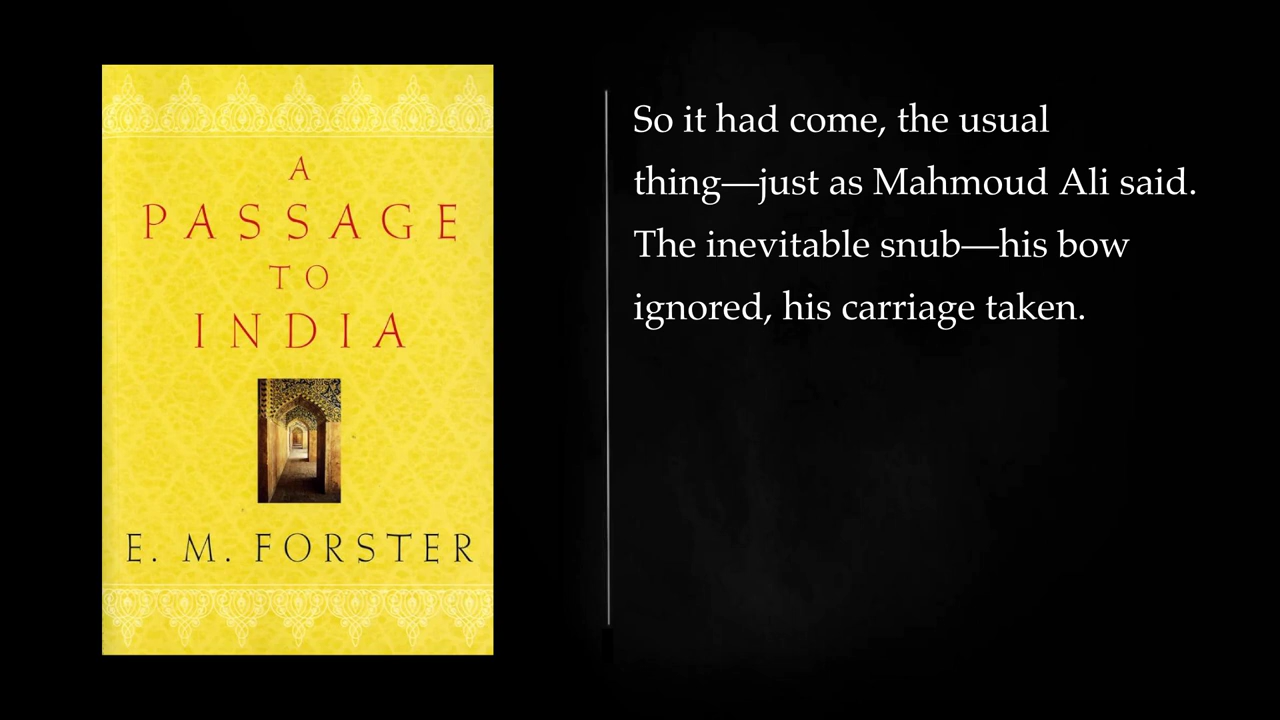 A
PASSAGE
TO
INDIA
E. M. FORSTER
So it had come, the usual
thing—just as Mahmoud Ali said.
The inevitable snub—his bow
ignored, his carriage taken.